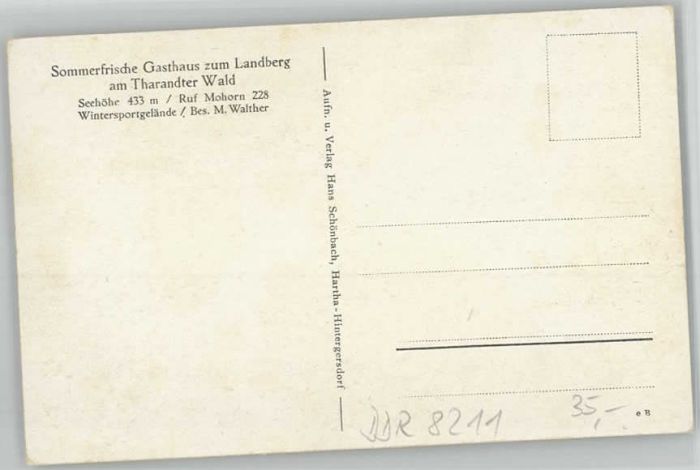 Sommerfrische Gasthaus zum Landberg
am Tharandter Wald
Seehöhe 433 m / Ruf Mohorn 228
Wintersportgelände / Bes. M. Walther
Aufn. u. Verlag Hans Schönbach, Hartha-Hintergersdorf
DDR 8211
35,-
e B